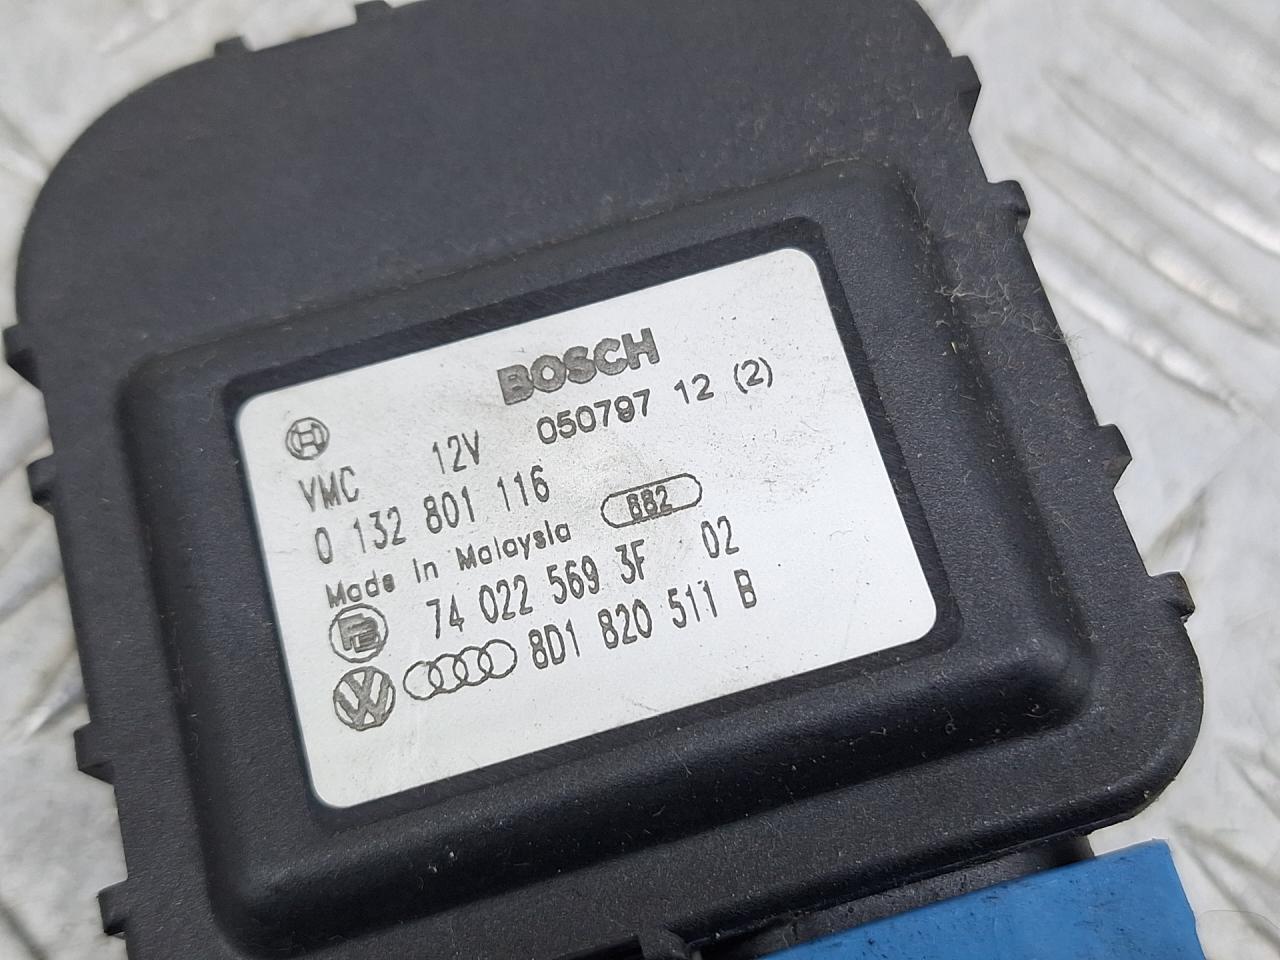 BOSCH
12V 050797 12 (2)
VMC
0 132 801 116
Made in Malaysia 882
74 022 569 3F 02
8D1 820 511 B